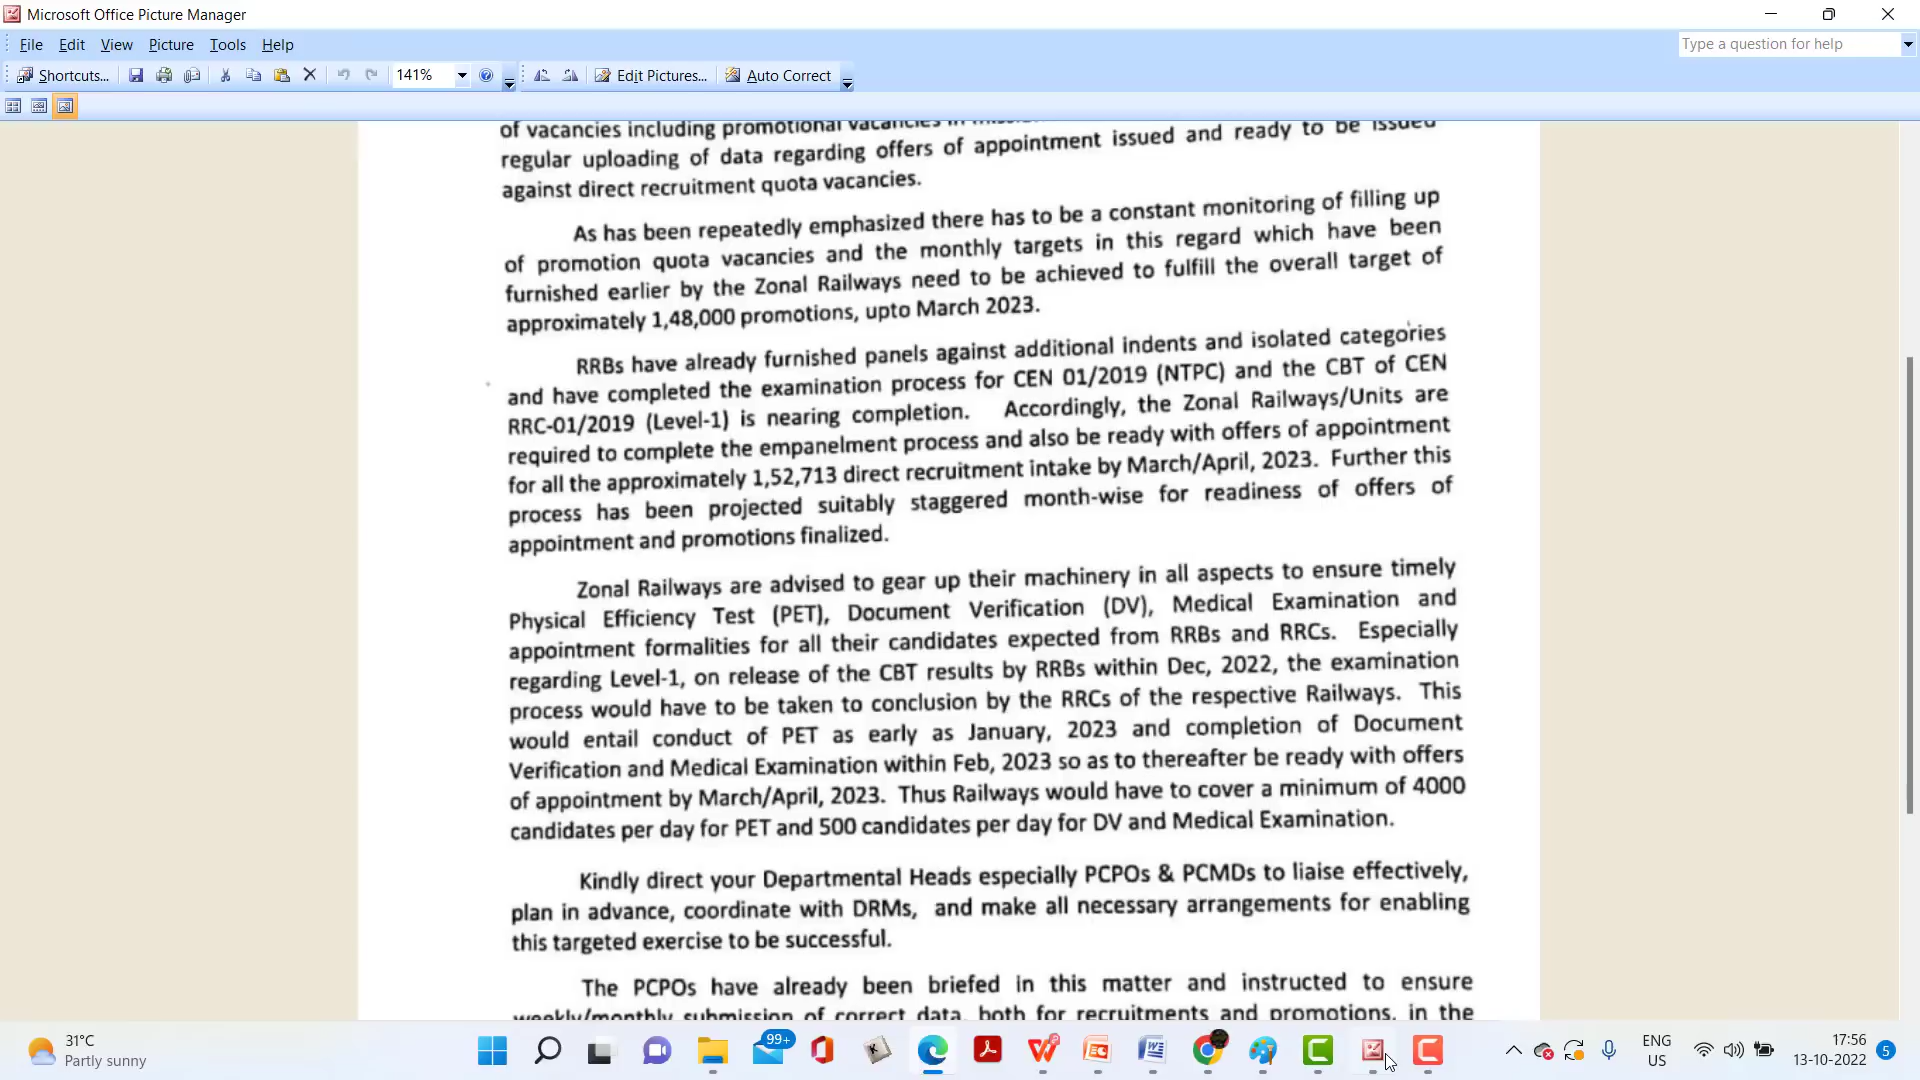 Microsoft Office Picture Manager
File Edit View Picture Tools Help
Type a question for help
Shortcuts... 141% Edit Pictures... Auto Correct
of vacancies including promotional vacancies in
regular uploading of data regarding offers of appointment issued and ready to be issued
against direct recruitment quota vacancies.
As has been repeatedly emphasized there has to be a constant monitoring of filling up
of promotion quota vacancies and the monthly targets in this regard which have been
furnished earlier by the Zonal Railways need to be achieved to fulfill the overall target of
approximately 1,48,000 promotions, upto March 2023.
RRBs have already furnished panels against additional indents and isolated categories
and have completed the examination process for CEN 01/2019 (NTPC) and the CBT of CEN
RRC-01/2019 (Level-1) is nearing completion. Accordingly, the Zonal Railways/Units are
required to complete the empanelment process and also be ready with offers of appointment
for all the approximately 1,52,713 direct recruitment intake by March/April, 2023. Further this
process has been projected suitably staggered month-wise for readiness of offers of
appointment and promotions finalized.
Zonal Railways are advised to gear up their machinery in all aspects to ensure timely
Physical Efficiency Test (PET), Document Verification (DV), Medical Examination and
appointment formalities for all their candidates expected from RRBs and RRCs. Especially
regarding Level-1, on release of the CBT results by RRBs within Dec, 2022, the examination
process would have to be taken to conclusion by the RRCs of the respective Railways. This
would entail conduct of PET as early as January, 2023 and completion of Document
Verification and Medical Examination within Feb, 2023 so as to thereafter be ready with offers
of appointment by March/April, 2023. Thus Railways would have to cover a minimum of 4000
candidates per day for PET and 500 candidates per day for DV and Medical Examination.
Kindly direct your Departmental Heads especially PCPOs & PCMDs to liaise effectively,
plan in advance, coordinate with DRMs, and make all necessary arrangements for enabling
this targeted exercise to be successful.
The PCPOs have already been briefed in this matter and instructed to ensure
weekly/monthly submission of correct data, both for recruitments and promotions, in the
31°C
Partly sunny
99+
ENG
US
17:56
13-10-2022
5